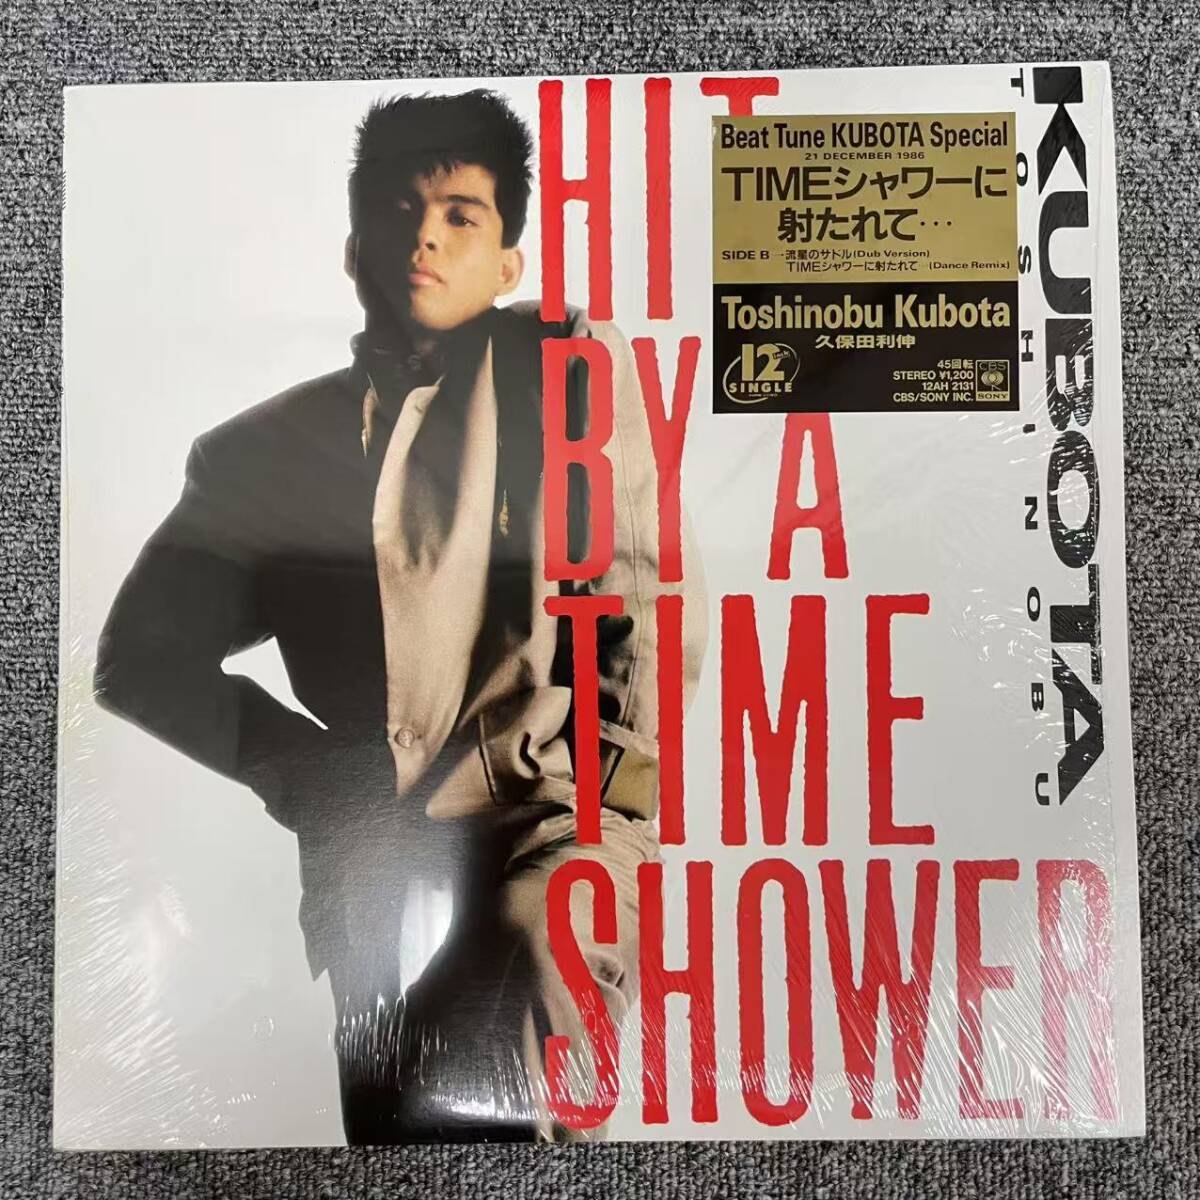 HIT
BY A
TIME
SHOWER
Beat Tune KUBOTA Special
21 DECEMBER 1986
TIMEシャワーに
射たれて…
SIDE B→流星のサドル(Dub Version)
TIMEシャワーに射たれて…(Dance Remix)
Toshinobu Kubota
久保田利伸
12 inch
SINGLE
45回転
STEREO ¥1,200
12AH 2131
CBS/SONY INC.
CBS
SONY
KUBOTA
TOSHINOBU